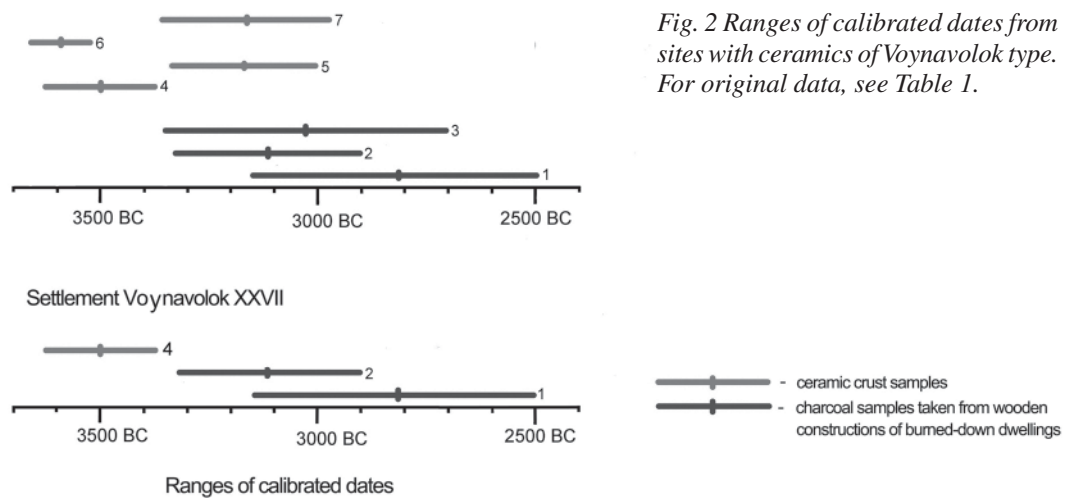 7
6
5
4
3
2
1
3500 BC 3000 BC 2500 BC
Fig. 2 Ranges of calibrated dates from
sites with ceramics of Voynavolok type.
For original data, see Table 1.
Settlement Voynavolok XXVII
4
2
1
3500 BC 3000 BC 2500 BC
Ranges of calibrated dates
- ceramic crust samples
- charcoal samples taken from wooden
constructions of burned-down dwellings